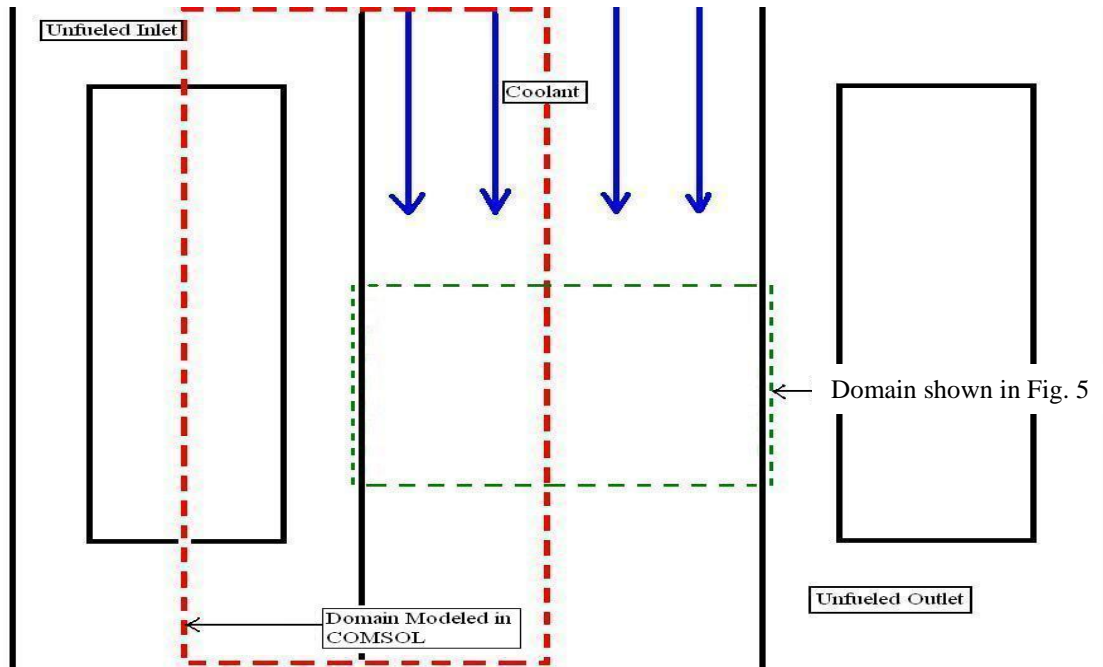 Unfueled Inlet
Coolant
Domain shown in Fig. 5
Unfueled Outlet
Domain Modeled in
COMSOL